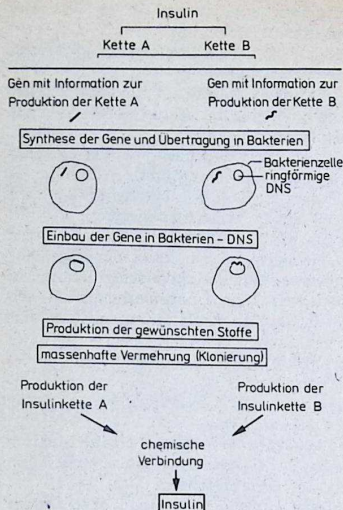 Insulin
Kette A Kette B
Gen mit Information zur Produktion der Kette A
Gen mit Information zur Produktion der Kette B
Synthese der Gene und Übertragung in Bakterien
Bakterienzelle
ringförmige
DNS
Einbau der Gene in Bakterien - DNS
Produktion der gewünschten Stoffe
massenhafte Vermehrung (Klonierung)
Produktion der
Insulinkette A
Produktion der
Insulinkette B
chemische
Verbindung
Insulin